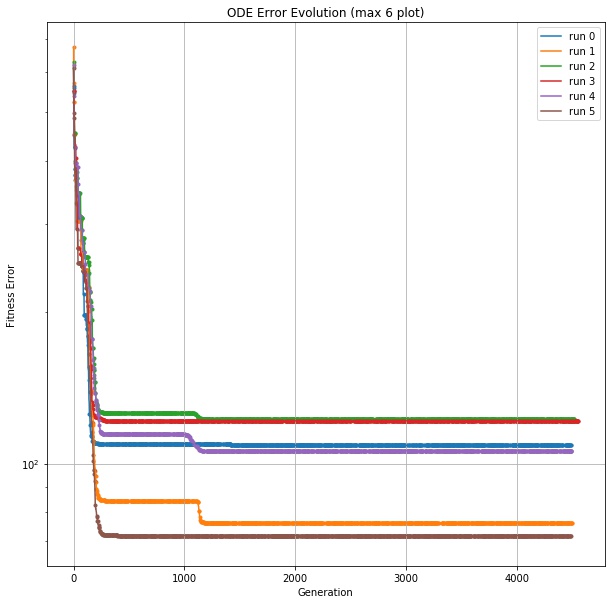 ODE Error Evolution (max 6 plot)
run 0
run 1
run 2
run 3
run 4
run 5
Fitness Error
10²
0
1000
2000
3000
4000
Generation